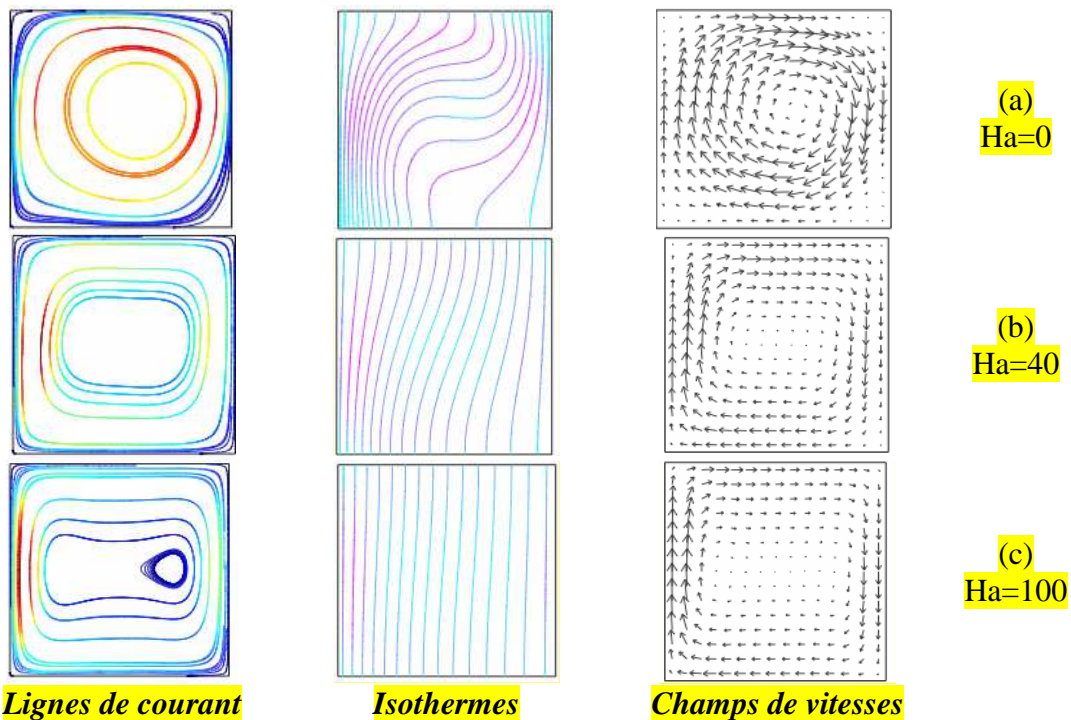 (a)
Ha=0
(b)
Ha=40
(c)
Ha=100
Lignes de courant
Isothermes
Champs de vitesses